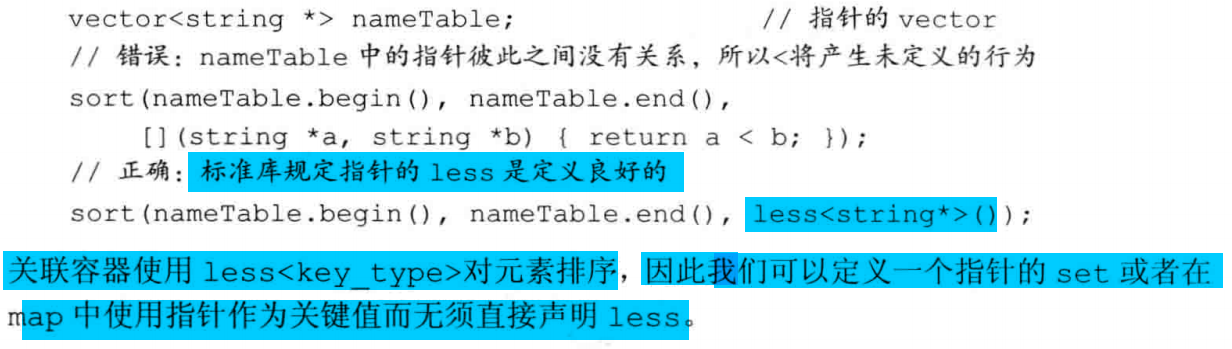 vector<string *> nameTable; // 指针的 vector
// 错误：nameTable 中的指针彼此之间没有关系，所以<将产生未定义的行为
sort(nameTable.begin(), nameTable.end(),
[](string *a, string *b) { return a < b; });
// 正确：标准库规定指针的 less 是定义良好的
sort(nameTable.begin(), nameTable.end(), less<string*>());
关联容器使用 less<key_type>对元素排序，因此我们可以定义一个指针的 set 或者在
map 中使用指针作为关键值而无须直接声明 less。